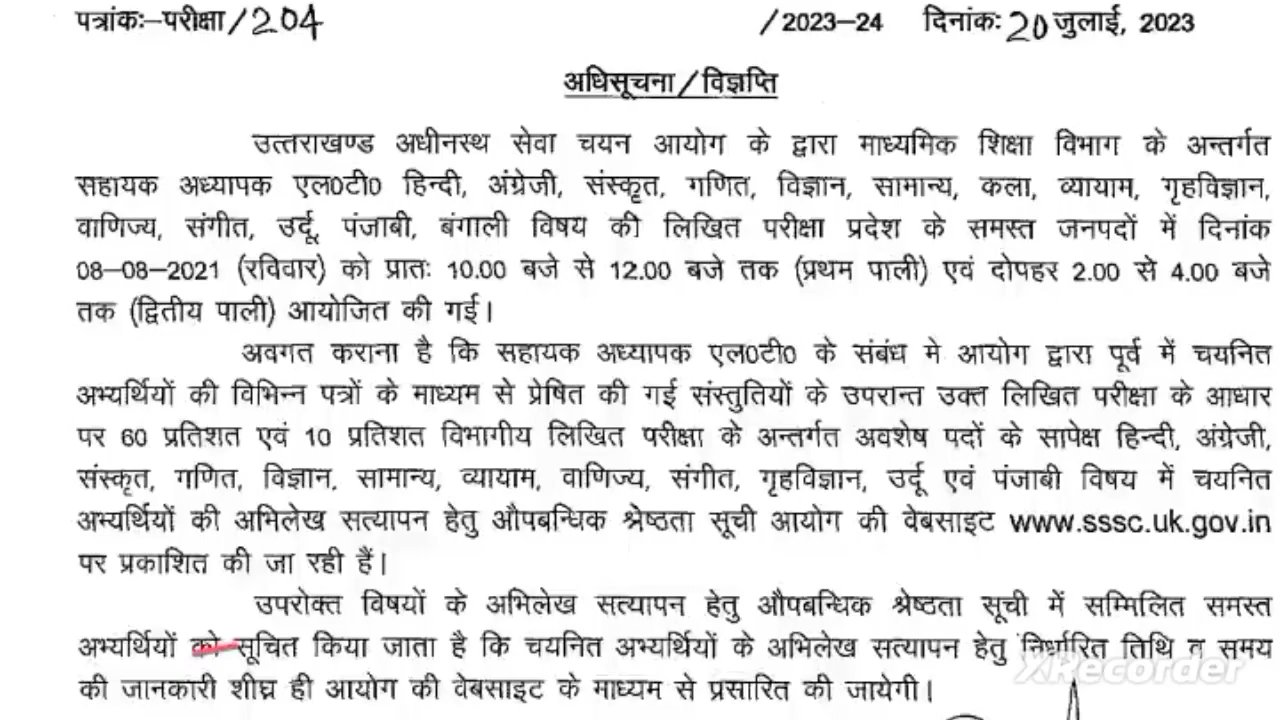 पत्रांकः–परीक्षा/204 /2023–24 दिनांकः 20 जुलाई, 2023
अधिसूचना/विज्ञप्ति
उत्तराखण्ड अधीनस्थ सेवा चयन आयोग के द्वारा माध्यमिक शिक्षा विभाग के अन्तर्गत
सहायक अध्यापक एल0टी0 हिन्दी, अंग्रेजी, संस्कृत, गणित, विज्ञान, सामान्य, कला, व्यायाम, गृहविज्ञान,
वाणिज्य, संगीत, उर्दू, पंजाबी, बंगाली विषय की लिखित परीक्षा प्रदेश के समस्त जनपदों में दिनांक
08–08–2021 (रविवार) को प्रातः 10.00 बजे से 12.00 बजे तक (प्रथम पाली) एवं दोपहर 2.00 से 4.00 बजे
तक (द्वितीय पाली) आयोजित की गई।
अवगत कराना है कि सहायक अध्यापक एल0टी0 के संबंध मे आयोग द्वारा पूर्व में चयनित
अभ्यर्थियों की विभिन्न पत्रों के माध्यम से प्रेषित की गई संस्तुतियों के उपरान्त उक्त लिखित परीक्षा के आधार
पर 60 प्रतिशत एवं 10 प्रतिशत विभागीय लिखित परीक्षा के अन्तर्गत अवशेष पदों के सापेक्ष हिन्दी, अंग्रेजी,
संस्कृत, गणित, विज्ञान, सामान्य, व्यायाम, वाणिज्य, संगीत, गृहविज्ञान, उर्दू एवं पंजाबी विषय में चयनित
अभ्यर्थियों की अभिलेख सत्यापन हेतु औपबन्धिक श्रेष्ठता सूची आयोग की वेबसाइट www.sssc.uk.gov.in
पर प्रकाशित की जा रही हैं।
उपरोक्त विषयों के अभिलेख सत्यापन हेतु औपबन्धिक श्रेष्ठता सूची में सम्मिलित समस्त
अभ्यर्थियों को सूचित किया जाता है कि चयनित अभ्यर्थियों के अभिलेख सत्यापन हेतु निर्धारित तिथि व समय
की जानकारी शीघ्र ही आयोग की वेबसाइट के माध्यम से प्रसारित की जायेगी।
XRecorder